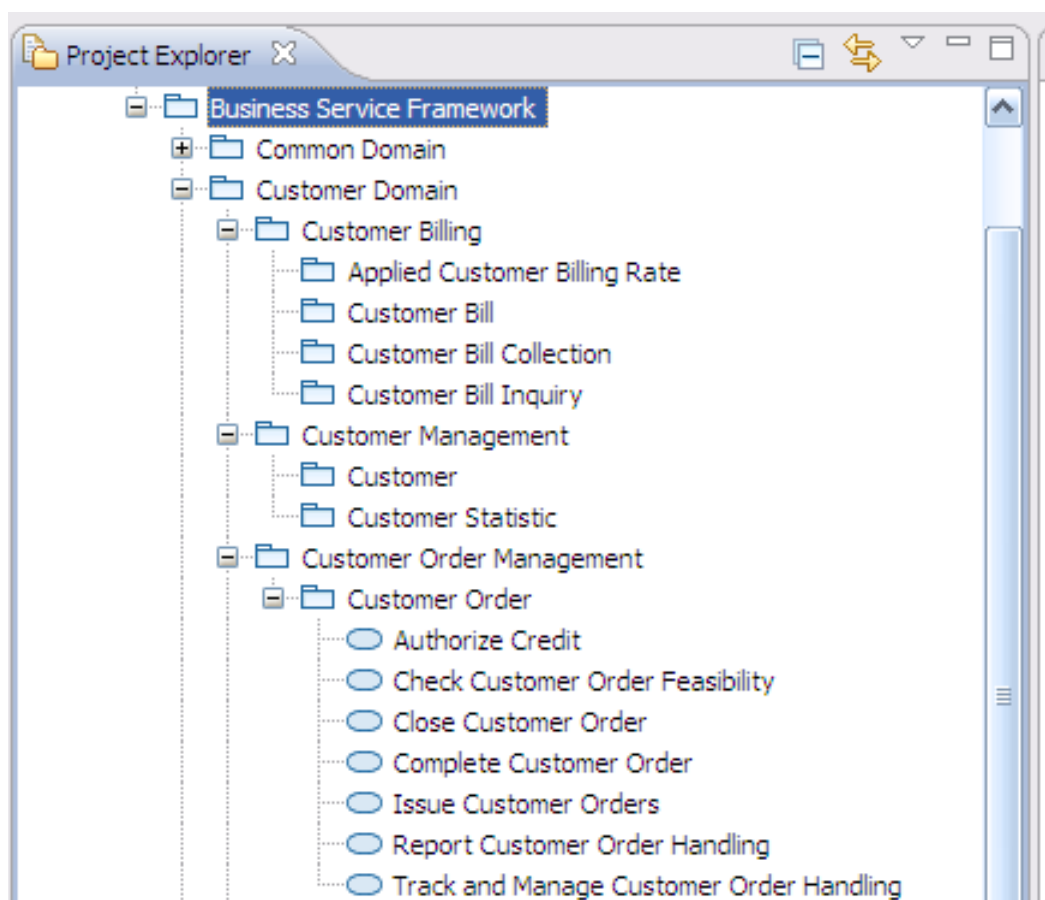 Project Explorer
Business Service Framework
Common Domain
Customer Domain
Customer Billing
Applied Customer Billing Rate
Customer Bill
Customer Bill Collection
Customer Bill Inquiry
Customer Management
Customer
Customer Statistic
Customer Order Management
Customer Order
Authorize Credit
Check Customer Order Feasibility
Close Customer Order
Complete Customer Order
Issue Customer Orders
Report Customer Order Handling
Track and Manage Customer Order Handling